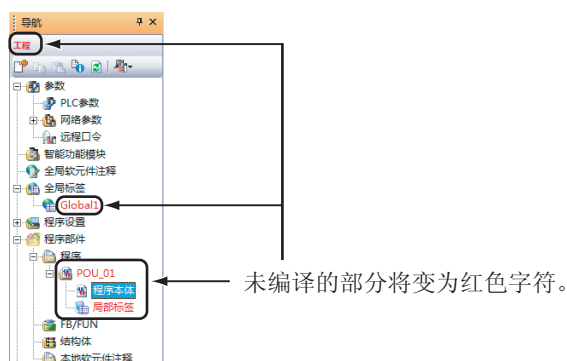 导航
工程
参数
PLC参数
网络参数
远程口令
智能功能模块
全局软元件注释
全局标签
Global1
程序设置
程序部件
程序
POU_01
程序本体
局部标签
FB/FUN
结构体
本地软元件注释
未编译的部分将变为红色字符。